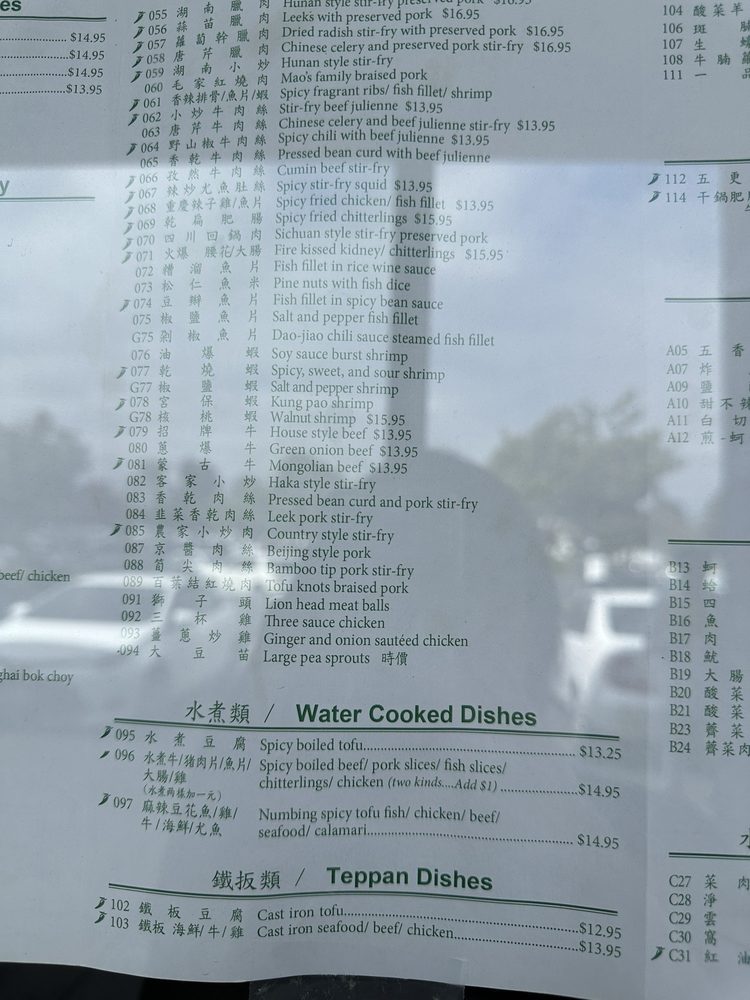 es
$14.95
$14.95
$14.95
$13.95
y
beef/ chicken
ghai bok choy
Hunan style stir-fry preserved pork $16.95
055 湖南臘肉 Leeks with preserved pork $16.95
056 蒜苗臘肉 Dried radish stir-fry with preserved pork $16.95
057 蘿蔔幹臘肉 Chinese celery and preserved pork stir-fry $16.95
058 唐芹臘肉 Hunan style stir-fry
059 湖南小炒 Mao's family braised pork
060 毛家紅燒肉 Spicy fragrant ribs/ fish fillet/ shrimp
061 香辣排骨/魚片/蝦 Stir-fry beef julienne $13.95
062 小炒牛肉絲 Chinese celery and beef julienne stir-fry $13.95
063 唐芹牛肉絲 Spicy chili with beef julienne $13.95
064 野山椒牛肉絲 Pressed bean curd with beef julienne
065 香乾牛肉絲 Cumin beef stir-fry
066 孜然牛肉絲 Spicy stir-fry squid $13.95
067 辣炒尤魚肚絲 Spicy fried chicken/ fish fillet $13.95
068 重慶辣子雞/魚片 Spicy fried chitterlings $15.95
069 乾扁肥腸 Sichuan style stir-fry preserved pork
070 四川回鍋肉 Fire kissed kidney/ chitterlings $15.95
071 火爆腰花/大腸
072 糟溜魚片 Fish fillet in rice wine sauce
073 松仁魚米 Pine nuts with fish dice
074 豆瓣魚片 Fish fillet in spicy bean sauce
075 椒鹽魚片 Salt and pepper fish fillet
G75 剁椒魚片 Dao-jiao chili sauce steamed fish fillet
076 油爆蝦 Soy sauce burst shrimp
077 乾燒蝦 Spicy, sweet, and sour shrimp
G77 椒鹽蝦 Salt and pepper shrimp
078 宮保蝦 Kung pao shrimp
G78 核桃蝦 Walnut shrimp $15.95
079 招牌牛 House style beef $13.95
080 蔥爆牛 Green onion beef $13.95
081 蒙古牛 Mongolian beef $13.95
082 客家小炒 Haka style stir-fry
083 香乾肉絲 Pressed bean curd and pork stir-fry
084 韭菜香乾肉絲 Leek pork stir-fry
085 農家小炒肉 Country style stir-fry
087 京醬肉絲 Beijing style pork
088 筍尖肉絲 Bamboo tip pork stir-fry
089 百葉結紅燒肉 Tofu knots braised pork
091 獅子頭 Lion head meat balls
092 三杯雞 Three sauce chicken
093 薑蔥炒雞 Ginger and onion sautéed chicken
094 大豆苗 Large pea sprouts 時價
水煮類 / Water Cooked Dishes
095 水煮豆腐 Spicy boiled tofu $13.25
096 水煮牛/豬肉片/魚片/ Spicy boiled beef/ pork slices/ fish slices/
大腸/雞 chitterlings/ chicken (two kinds....Add $1) $14.95
(水煮兩樣加一元)
097 麻辣豆花魚/雞/ Numbing spicy tofu fish/ chicken/ beef/
牛/海鮮/尤魚 seafood/ calamari $14.95
鐵扳類 / Teppan Dishes
102 鐵板豆腐 Cast iron tofu $12.95
103 鐵板海鮮/牛/雞 Cast iron seafood/ beef/ chicken $13.95
104 酸菜羊
106 斑
107 生
108 牛腩
111 一品
112 五更
114 干鍋肥
A05 五香
A07 炸
A09 鹽
A10 甜不辣
A11 白切
A12 煎
B13 蚵
B14 蛤
B15 四
B16 魚
B17 肉
B18 魷
B19 大腸
B20 酸菜
B21 酸菜
B23 薺菜
B24 薺菜肉
C27 菜肉
C28 淨
C29 雲
C30 窩
C31 紅油